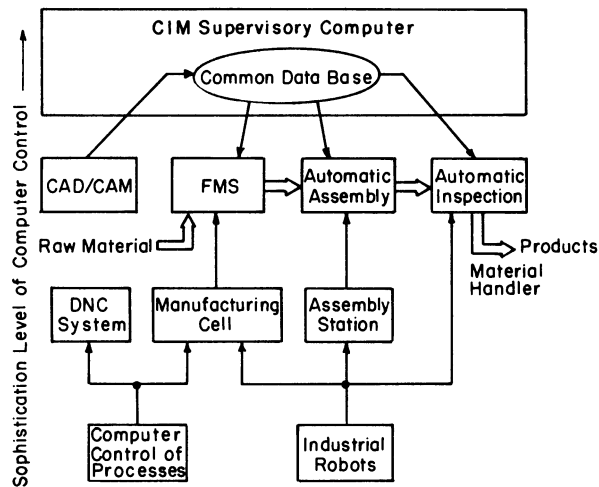 CIM Supervisory Computer
Common Data Base
CAD/CAM
FMS
Automatic
Assembly
Automatic
Inspection
Raw Material
Products
Material
Handler
DNC
System
Manufacturing
Cell
Assembly
Station
Computer
Control of
Processes
Industrial
Robots
Sophistication Level of Computer Control